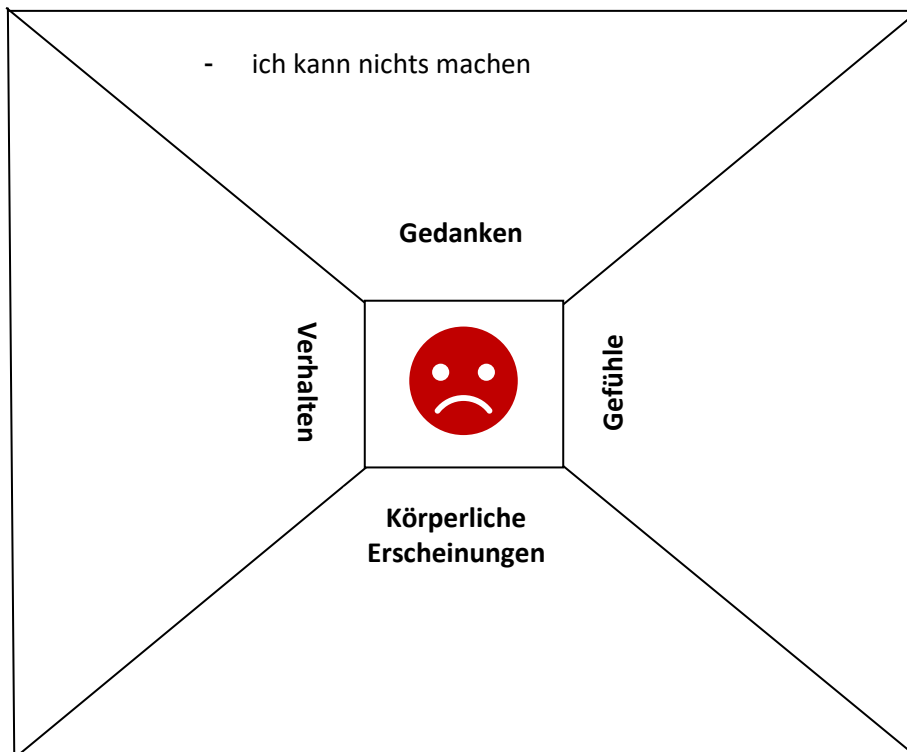 - ich kann nichts machen
Gedanken
Verhalten
Gefühle
Körperliche
Erscheinungen